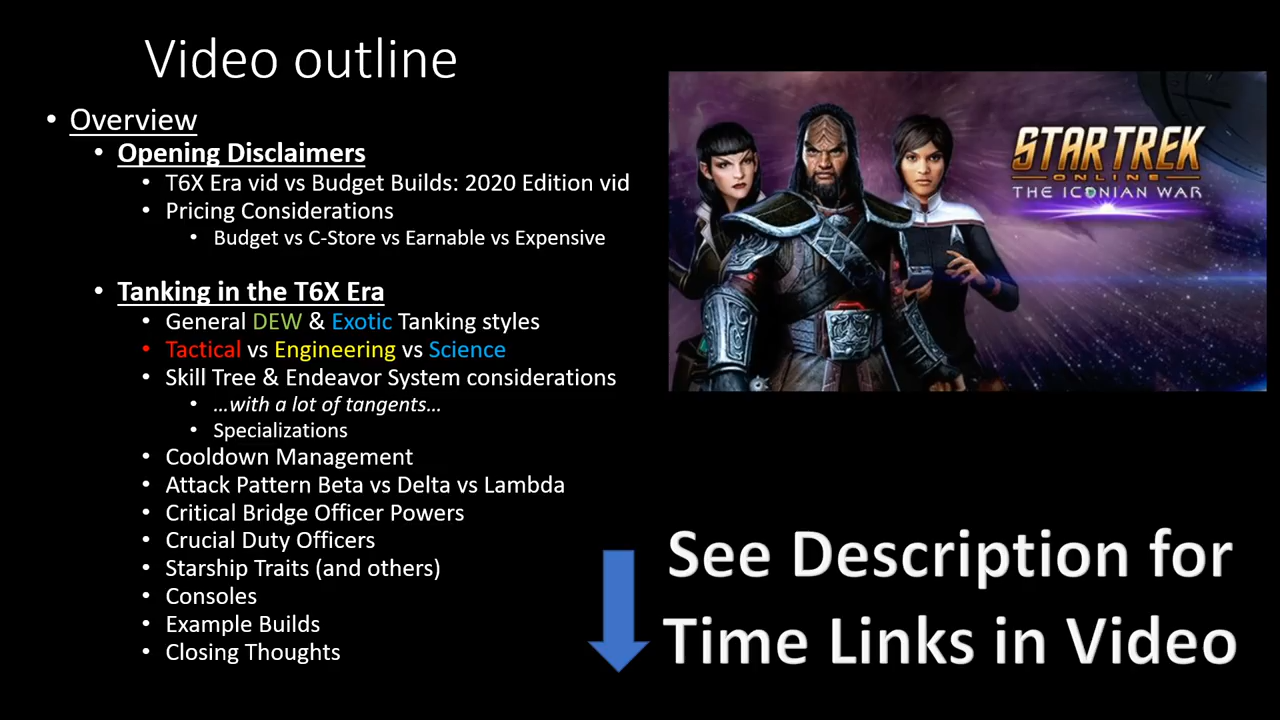 Video outline
• Overview
• Opening Disclaimers
• T6X Era vid vs Budget Builds: 2020 Edition vid
• Pricing Considerations
• Budget vs C-Store vs Earnable vs Expensive
• Tanking in the T6X Era
• General DEW & Exotic Tanking styles
• Tactical vs Engineering vs Science
• Skill Tree & Endeavor System considerations
• …with a lot of tangents…
• Specializations
• Cooldown Management
• Attack Pattern Beta vs Delta vs Lambda
• Critical Bridge Officer Powers
• Crucial Duty Officers
• Starship Traits (and others)
• Consoles
• Example Builds
• Closing Thoughts
STAR TREK
ONLINE
THE ICONIAN WAR
See Description for
Time Links in Video